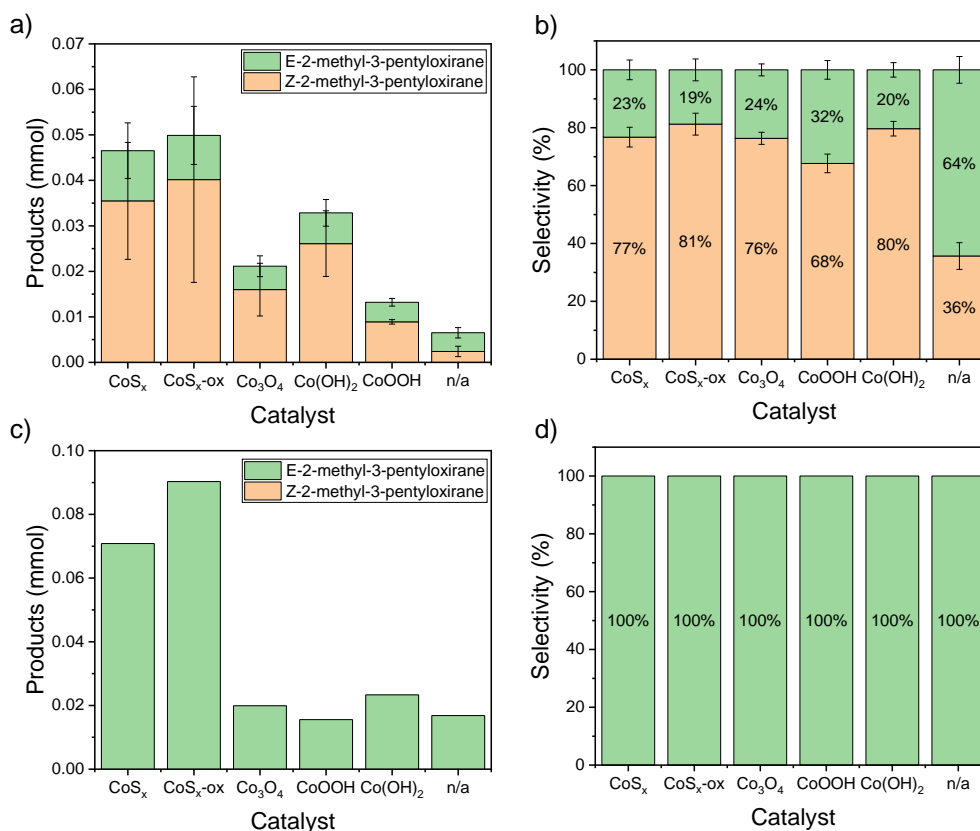 a)
0.07
0.06
0.05
0.04
0.03
0.02
0.01
0.00
Products (mmol)
E-2-methyl-3-pentyloxirane
Z-2-methyl-3-pentyloxirane
CoSₓ CoSₓ-ox Co₃O₄ Co(OH)₂ CoOOH n/a
Catalyst
b)
100
80
60
40
20
0
Selectivity (%)
23% 19% 24% 32% 20% 64%
77% 81% 76% 68% 80% 36%
CoSₓ CoSₓ-ox Co₃O₄ CoOOH Co(OH)₂ n/a
Catalyst
c)
0.10
0.08
0.06
0.04
0.02
0.00
Products (mmol)
E-2-methyl-3-pentyloxirane
Z-2-methyl-3-pentyloxirane
CoSₓ CoSₓ-ox Co₃O₄ CoOOH Co(OH)₂ n/a
Catalyst
d)
100
80
60
40
20
0
Selectivity (%)
100% 100% 100% 100% 100% 100%
CoSₓ CoSₓ-ox Co₃O₄ CoOOH Co(OH)₂ n/a
Catalyst